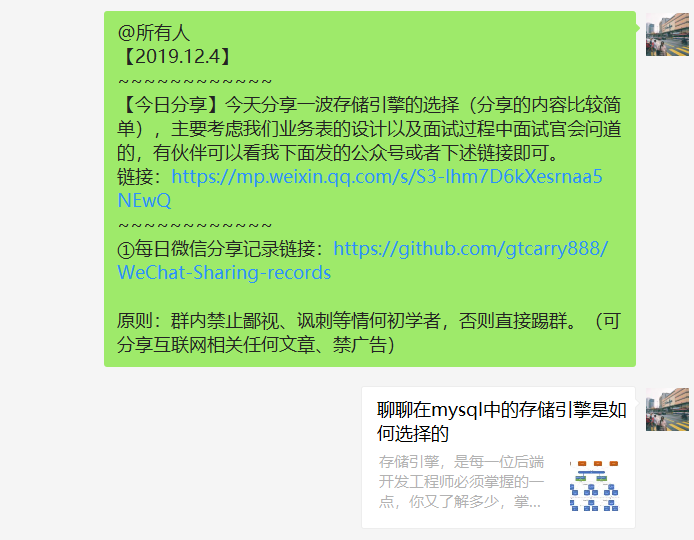 @所有人
【2019.12.4】
~~~~~~~~~~~~
【今日分享】今天分享一波存储引擎的选择（分享的内容比较简
单），主要考虑我们业务表的设计以及面试过程中面试官会问道
的，有伙伴可以看我下面发的公众号或者下述链接即可。
链接：https://mp.weixin.qq.com/s/S3-lhm7D6kXesrnaa5
NEwQ
~~~~~~~~~~~~
①每日微信分享记录链接：https://github.com/gtcarry888/
WeChat-Sharing-records
原则：群内禁止鄙视、讽刺等情何初学者，否则直接踢群。（可
分享互联网相关任何文章、禁广告）
聊聊在mysql中的存储引擎是如
何选择的
存储引擎，是每一位后端
开发工程师必须掌握的一
点，你又了解多少，掌...